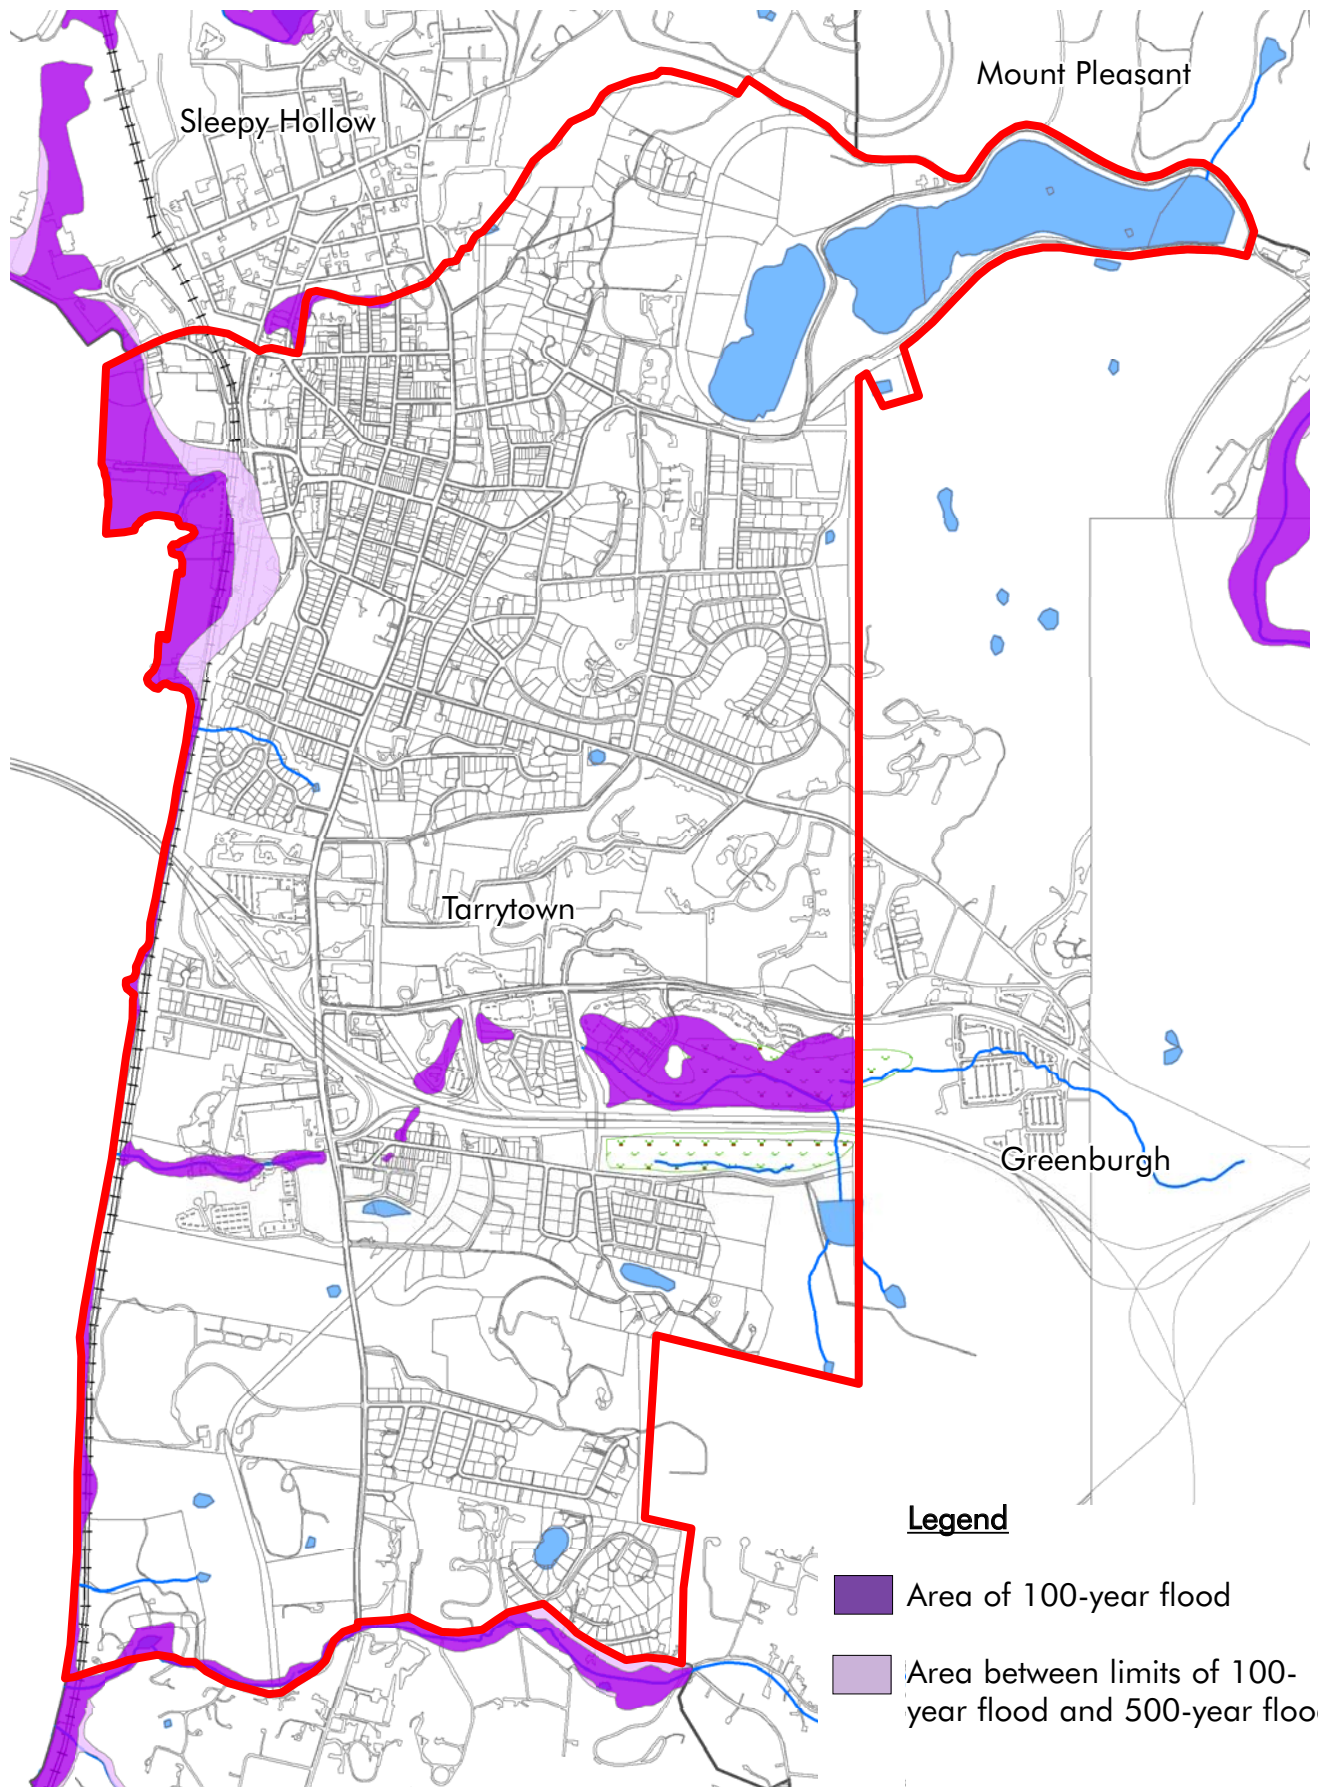 Mount Pleasant
Sleepy Hollow
Tarrytown
Greenburgh
Legend
Area of 100-year flood
Area between limits of 100-
year flood and 500-year floo